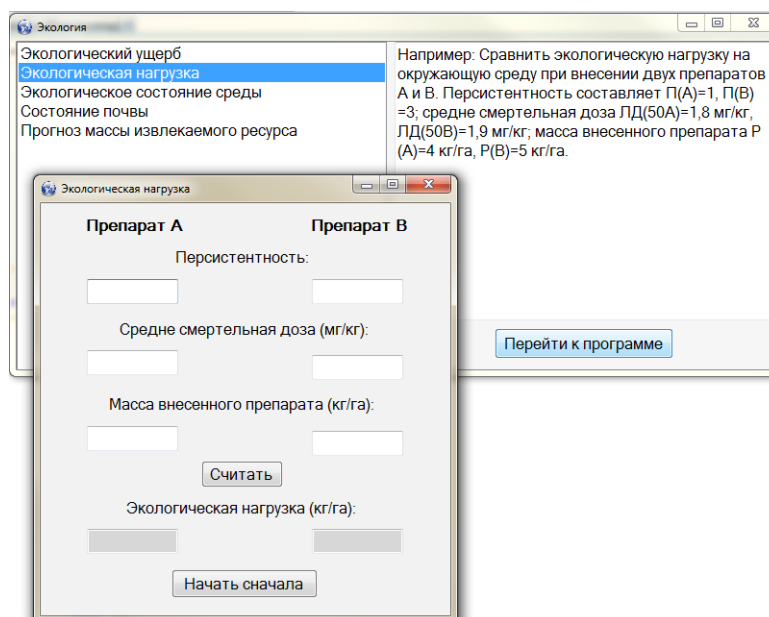 Экология
Экологический ущерб
Экологическая нагрузка
Экологическое состояние среды
Состояние почвы
Прогноз массы извлекаемого ресурса
Например: Сравнить экологическую нагрузку на
окружающую среду при внесении двух препаратов
А и В. Персистентность составляет П(А)=1, П(В)
=3; средне смертельная доза ЛД(50А)=1,8 мг/кг,
ЛД(50В)=1,9 мг/кг; масса внесенного препарата Р
(А)=4 кг/га, Р(В)=5 кг/га.
Перейти к программе
Экологическая нагрузка
Препарат А Препарат В
Персистентность:
Средне смертельная доза (мг/кг):
Масса внесенного препарата (кг/га):
Считать
Экологическая нагрузка (кг/га):
Начать сначала